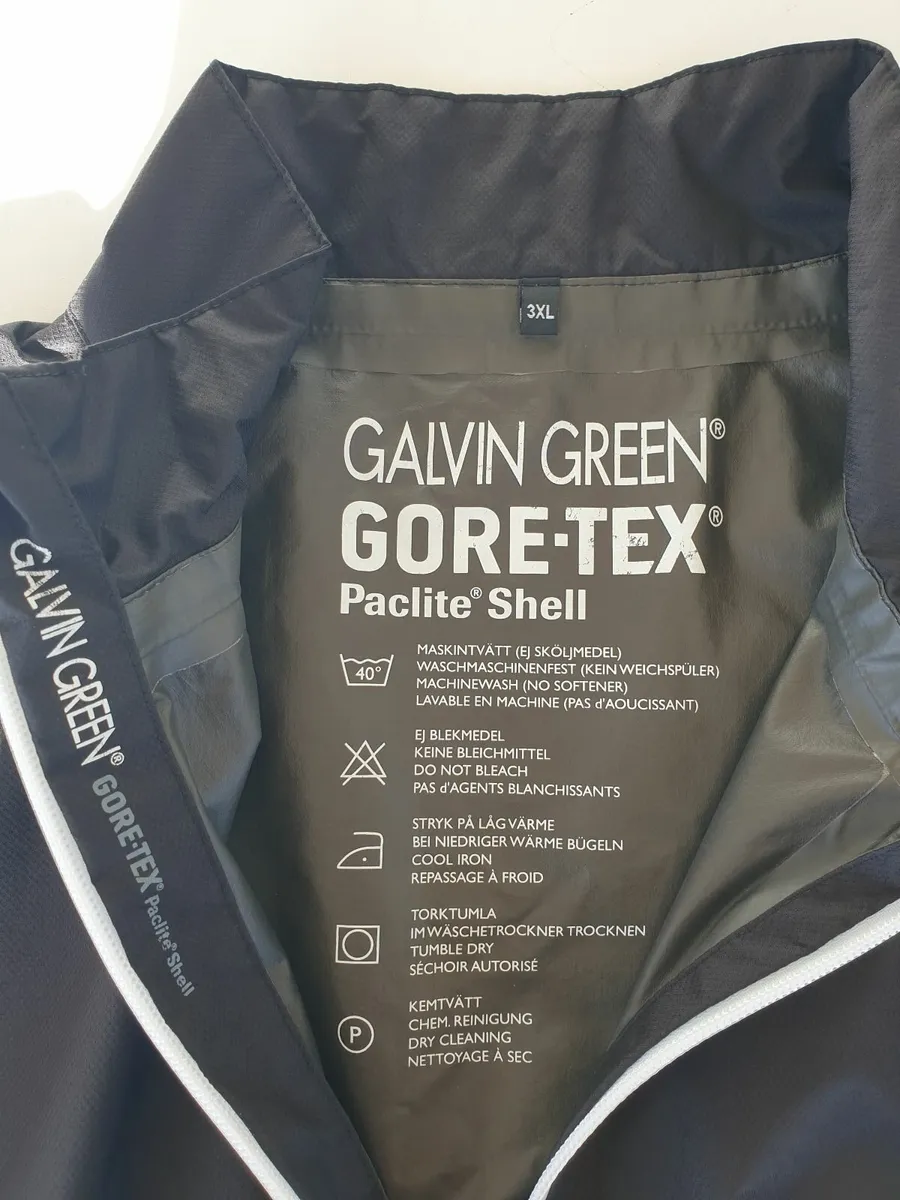 3XL
GALVIN GREEN®
GORE-TEX®
Paclite® Shell
40°
MASKINTVÄTT (EJ SKÖLJMEDEL)
WASCHMASCHINENFEST (KEIN WEICHSPÜLER)
MACHINEWASH (NO SOFTENER)
LAVABLE EN MACHINE (PAS d'AOUCISSANT)
EJ BLEKMEDEL
KEINE BLEICHMITTEL
DO NOT BLEACH
PAS d'AGENTS BLANCHISSANTS
STRYK PÅ LÅG VÄRME
BEI NIEDRIGER WÄRME BÜGELN
COOL IRON
REPASSAGE À FROID
TORKTUMLA
IM WÄSCHETROCKNER TROCKNEN
TUMBLE DRY
SÉCHOIR AUTORISÉ
P
KEMTVÄTT
CHEM. REINIGUNG
DRY CLEANING
NETTOYAGE À SEC
GALVIN GREEN® GORE-TEX® Paclite® Shell